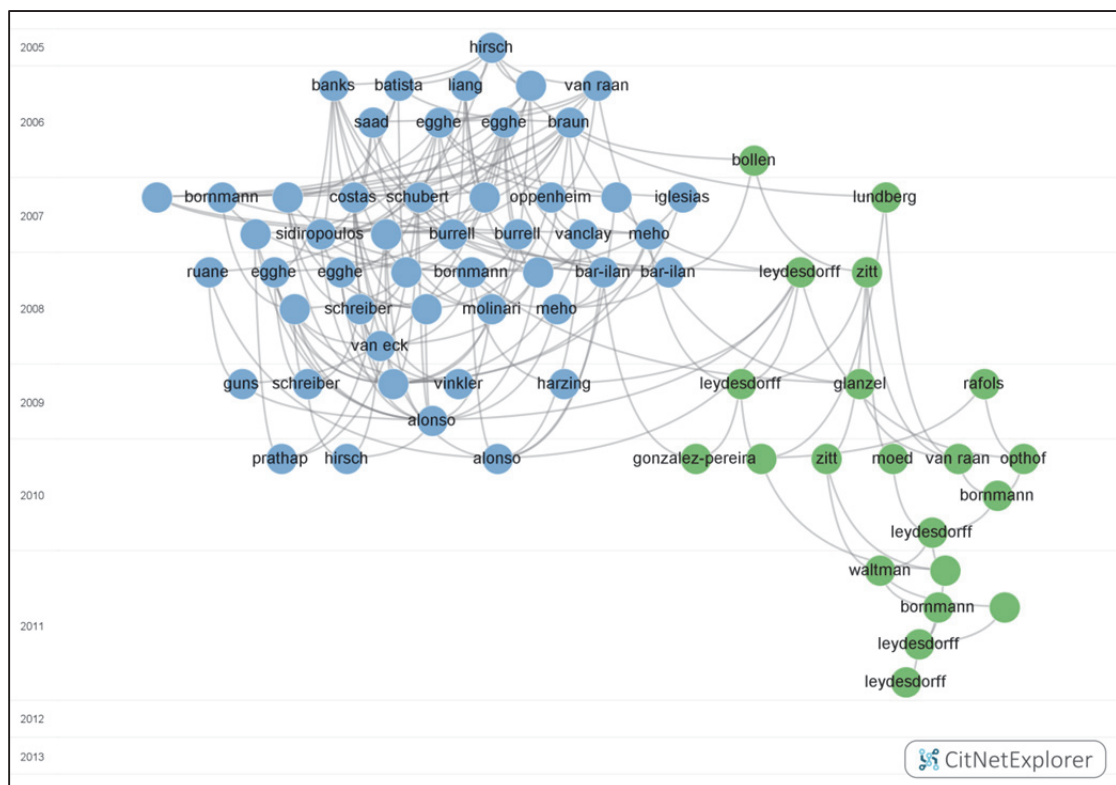 2005
hirsch
banks batista liang van raan
2006
saad egghe egghe braun
bollen
bornmann costas schubert oppenheim iglesias lundberg
2007
sidiropoulos burrell burrell vanclay meho
ruane egghe egghe bornmann bar-ilan bar-ilan leydesdorff zitt
2008
schreiber molinari meho
van eck
guns schreiber vinkler harzing leydesdorff glanzel rafols
2009
alonso
prathap hirsch alonso gonzalez-pereira zitt moed van raan opthof
2010
bornmann
leydesdorff
waltman
bornmann
2011
leydesdorff
leydesdorff
2012
2013
CitNetExplorer